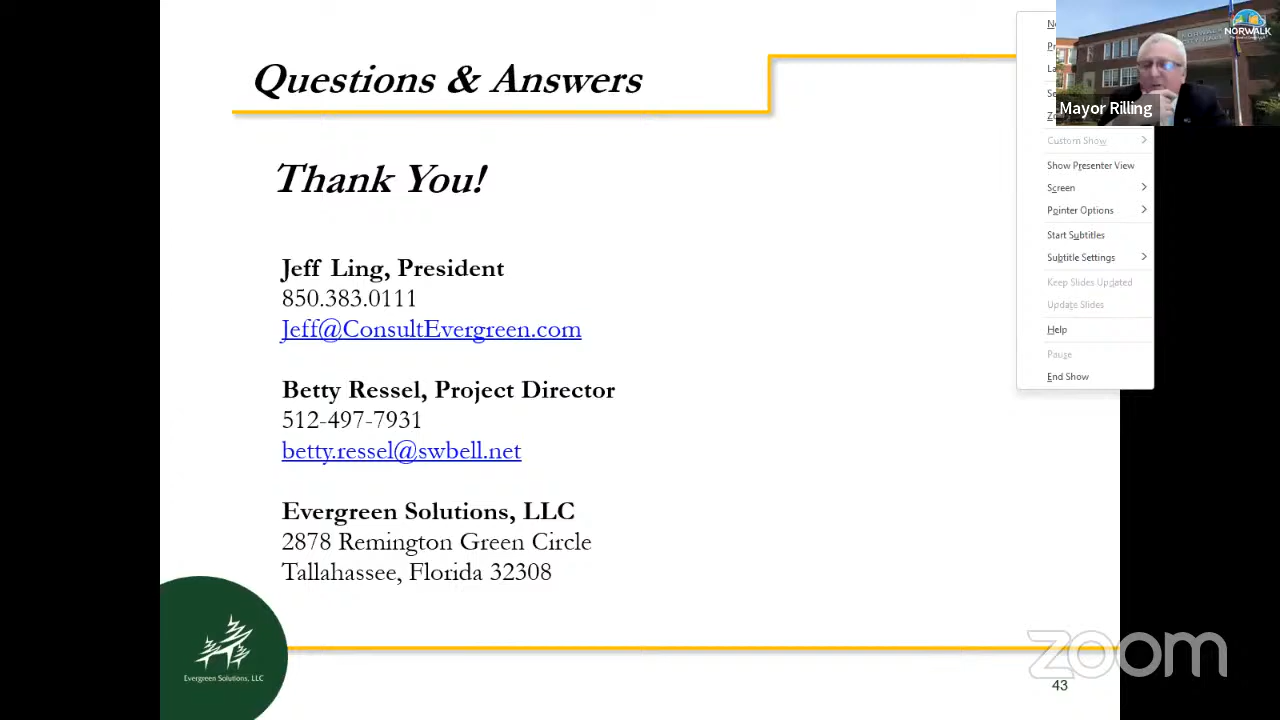 Questions & Answers
Thank You!
Jeff Ling, President
850.383.0111
Jeff@ConsultEvergreen.com
Betty Ressel, Project Director
512-497-7931
betty.ressel@swbell.net
Evergreen Solutions, LLC
2878 Remington Green Circle
Tallahassee, Florida 32308
Evergreen Solutions, LLC
43
zoom
NORWALK
Mayor Rilling
Custom Show
Show Presenter View
Screen
Pointer Options
Start Subtitles
Subtitle Settings
Keep Slides Updated
Update Slides
Help
Pause
End Show